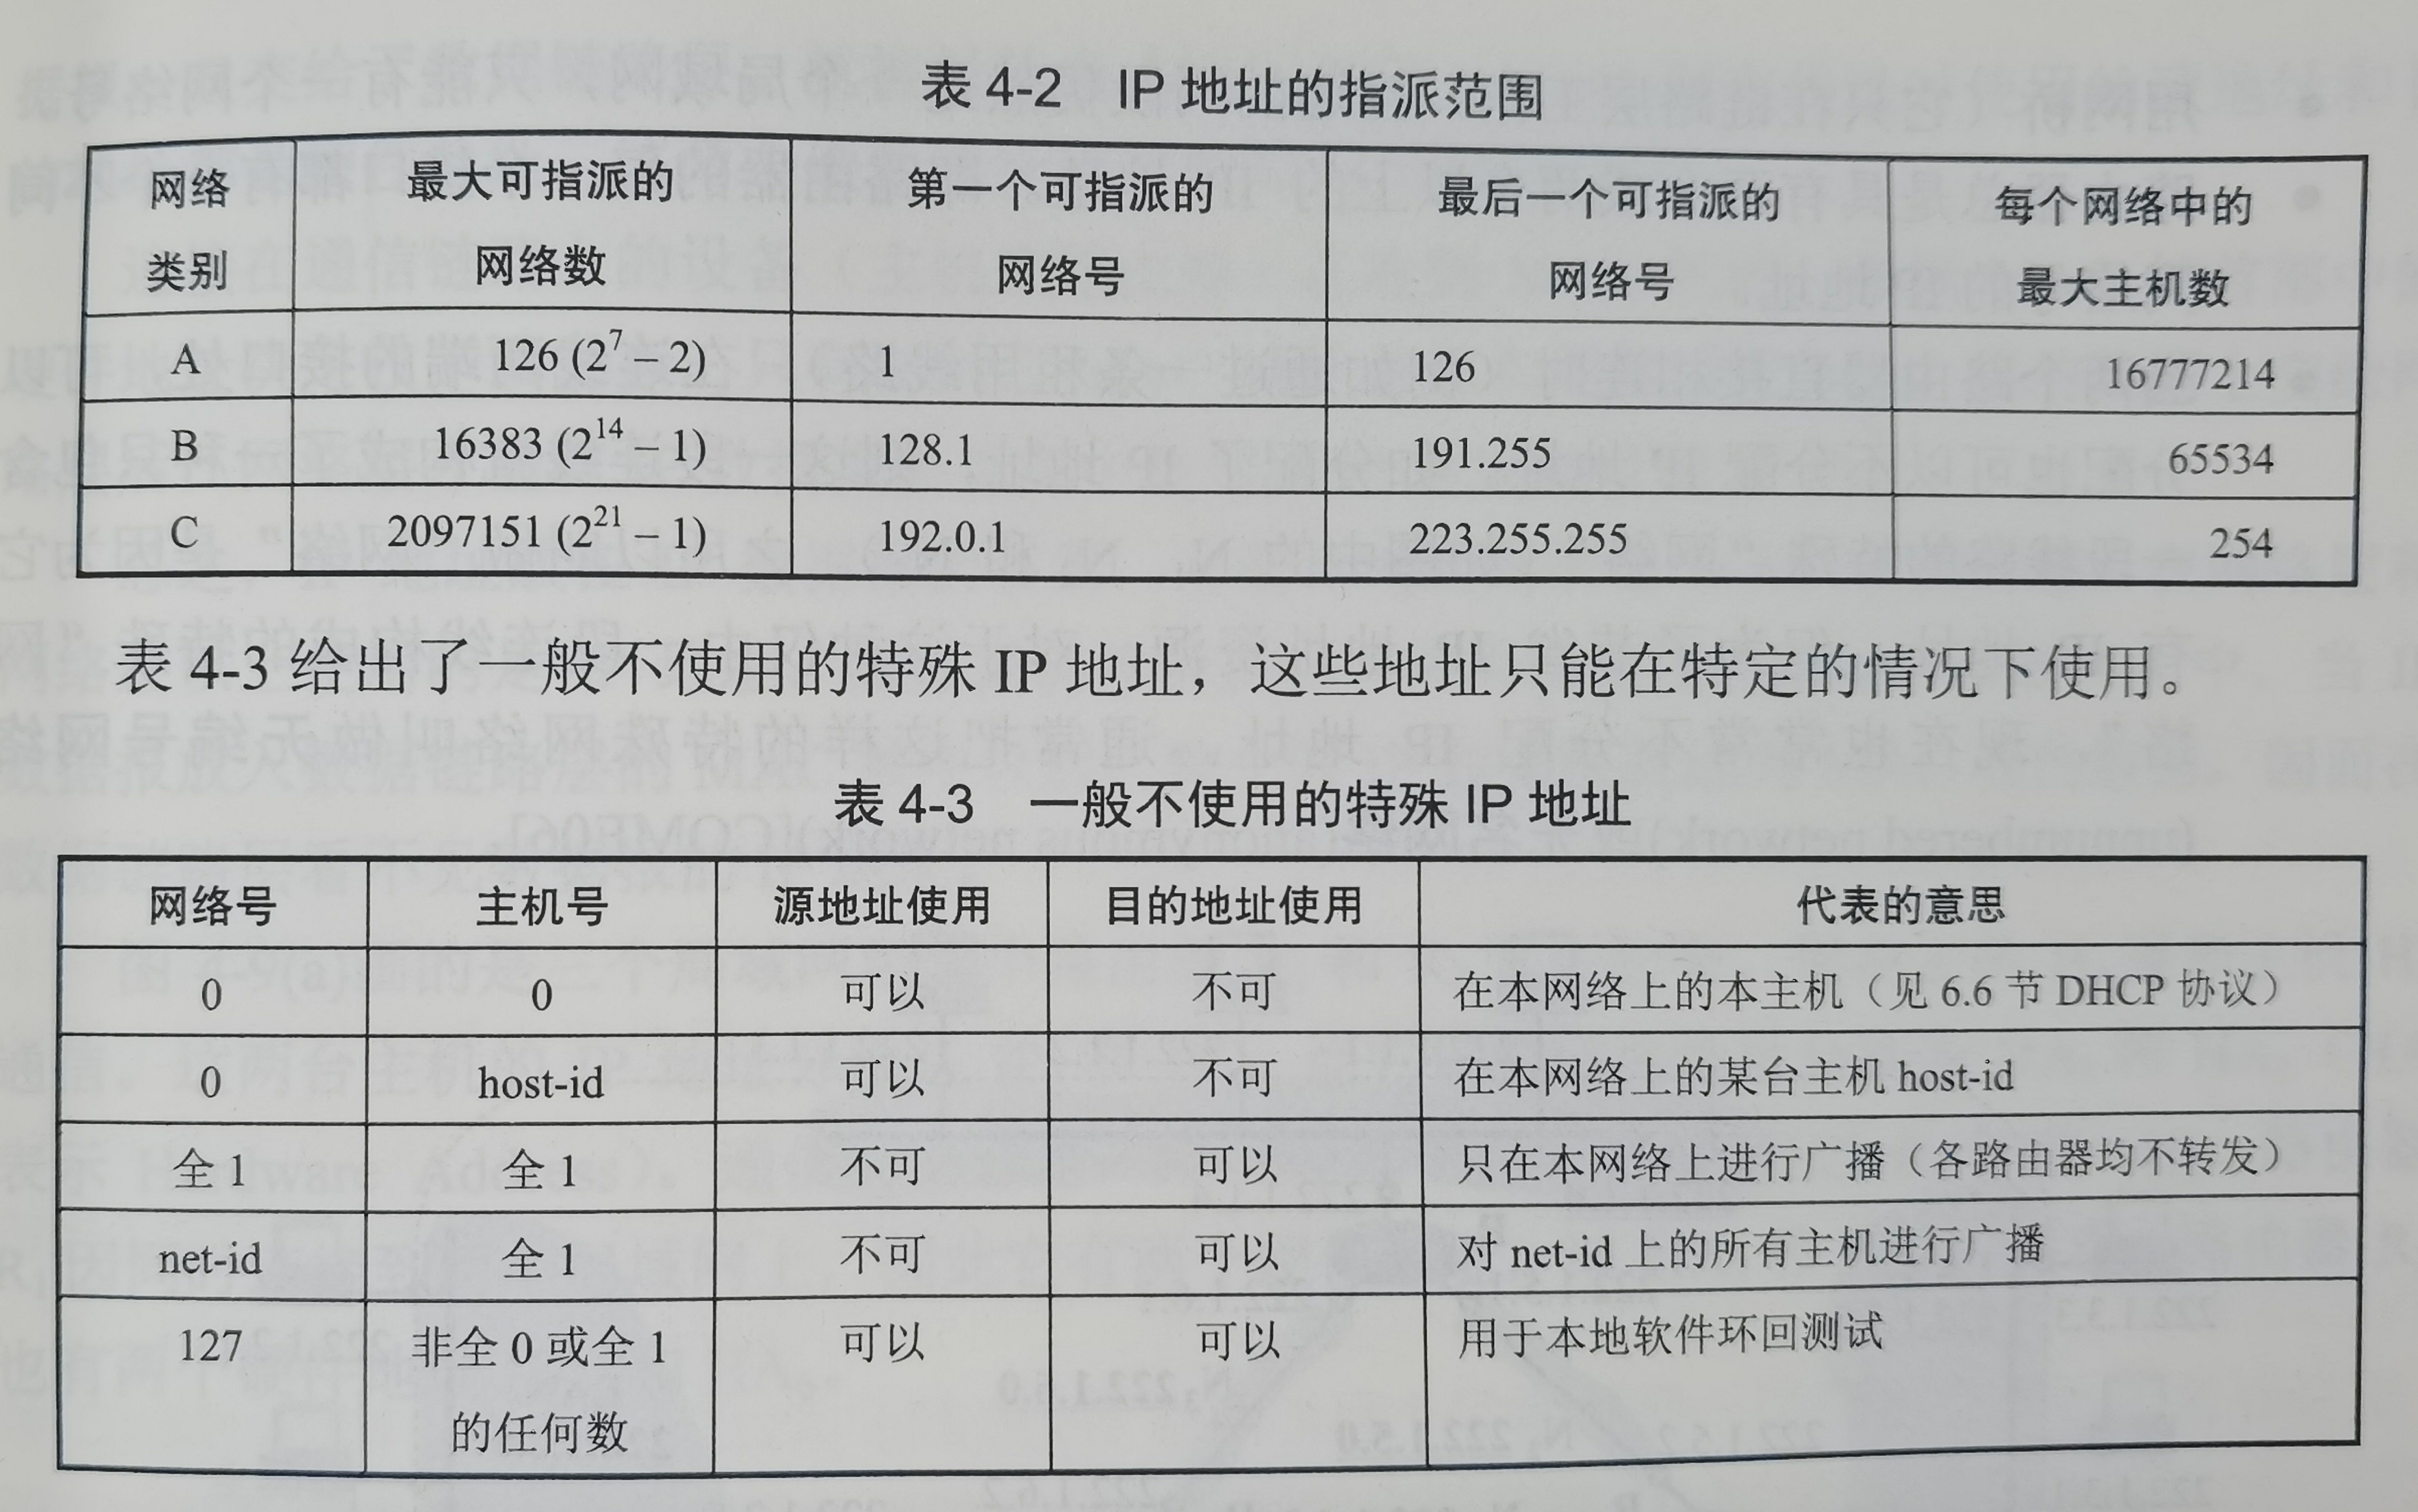 表 4-2 IP 地址的指派范围
网络类别 最大可指派的网络数 第一个可指派的网络号 最后一个可指派的网络号 每个网络中的最大主机数
A 126 (2^7 – 2) 1 126 16777214
B 16383 (2^14 – 1) 128.1 191.255 65534
C 2097151 (2^21 – 1) 192.0.1 223.255.255 254
表 4-3 给出了一般不使用的特殊 IP 地址，这些地址只能在特定的情况下使用。
表 4-3 一般不使用的特殊 IP 地址
网络号 主机号 源地址使用 目的地址使用 代表的意思
0 0 可以 不可 在本网络上的本主机（见 6.6 节 DHCP 协议）
0 host-id 可以 不可 在本网络上的某台主机 host-id
全 1 全 1 不可 可以 只在本网络上进行广播（各路由器均不转发）
net-id 全 1 不可 可以 对 net-id 上的所有主机进行广播
127 非全 0 或全 1 的任何数 可以 可以 用于本地软件环回测试